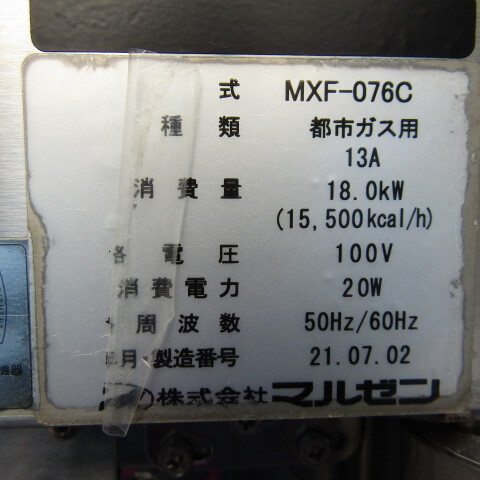 式 MXF-076C
種類 都市ガス用
13A
消費量 18.0kW
(15,500kcal/h)
電圧 100V
消費電力 20W
周波数 50Hz/60Hz
月・製造番号 21.07.02
の株式会社マルゼン